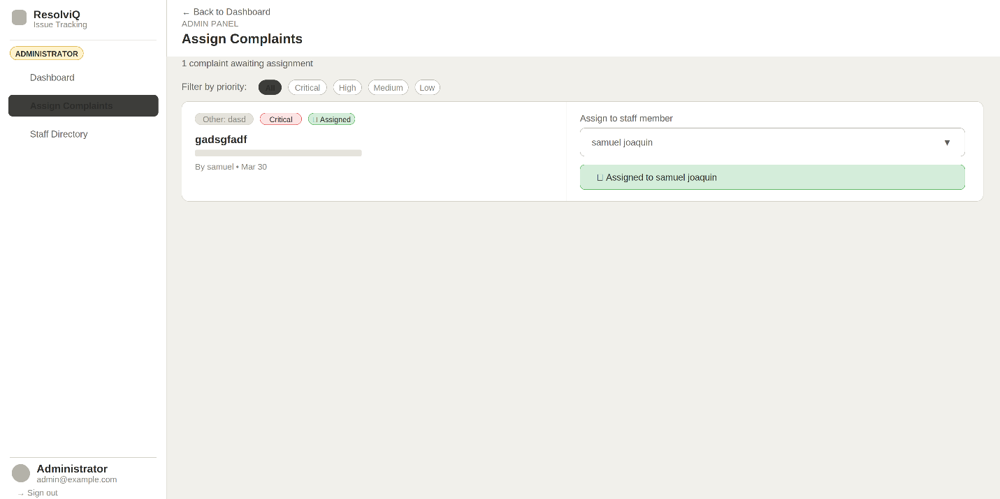 ResolviQ
Issue Tracking
ADMINISTRATOR
Dashboard
Assign Complaints
Staff Directory
Administrator
admin@example.com
→ Sign out
← Back to Dashboard
ADMIN PANEL
Assign Complaints
1 complaint awaiting assignment
Filter by priority: All Critical High Medium Low
Other: dasd Critical Assigned
gadsgfadf
By samuel • Mar 30
Assign to staff member
samuel joaquin ▼
Assigned to samuel joaquin